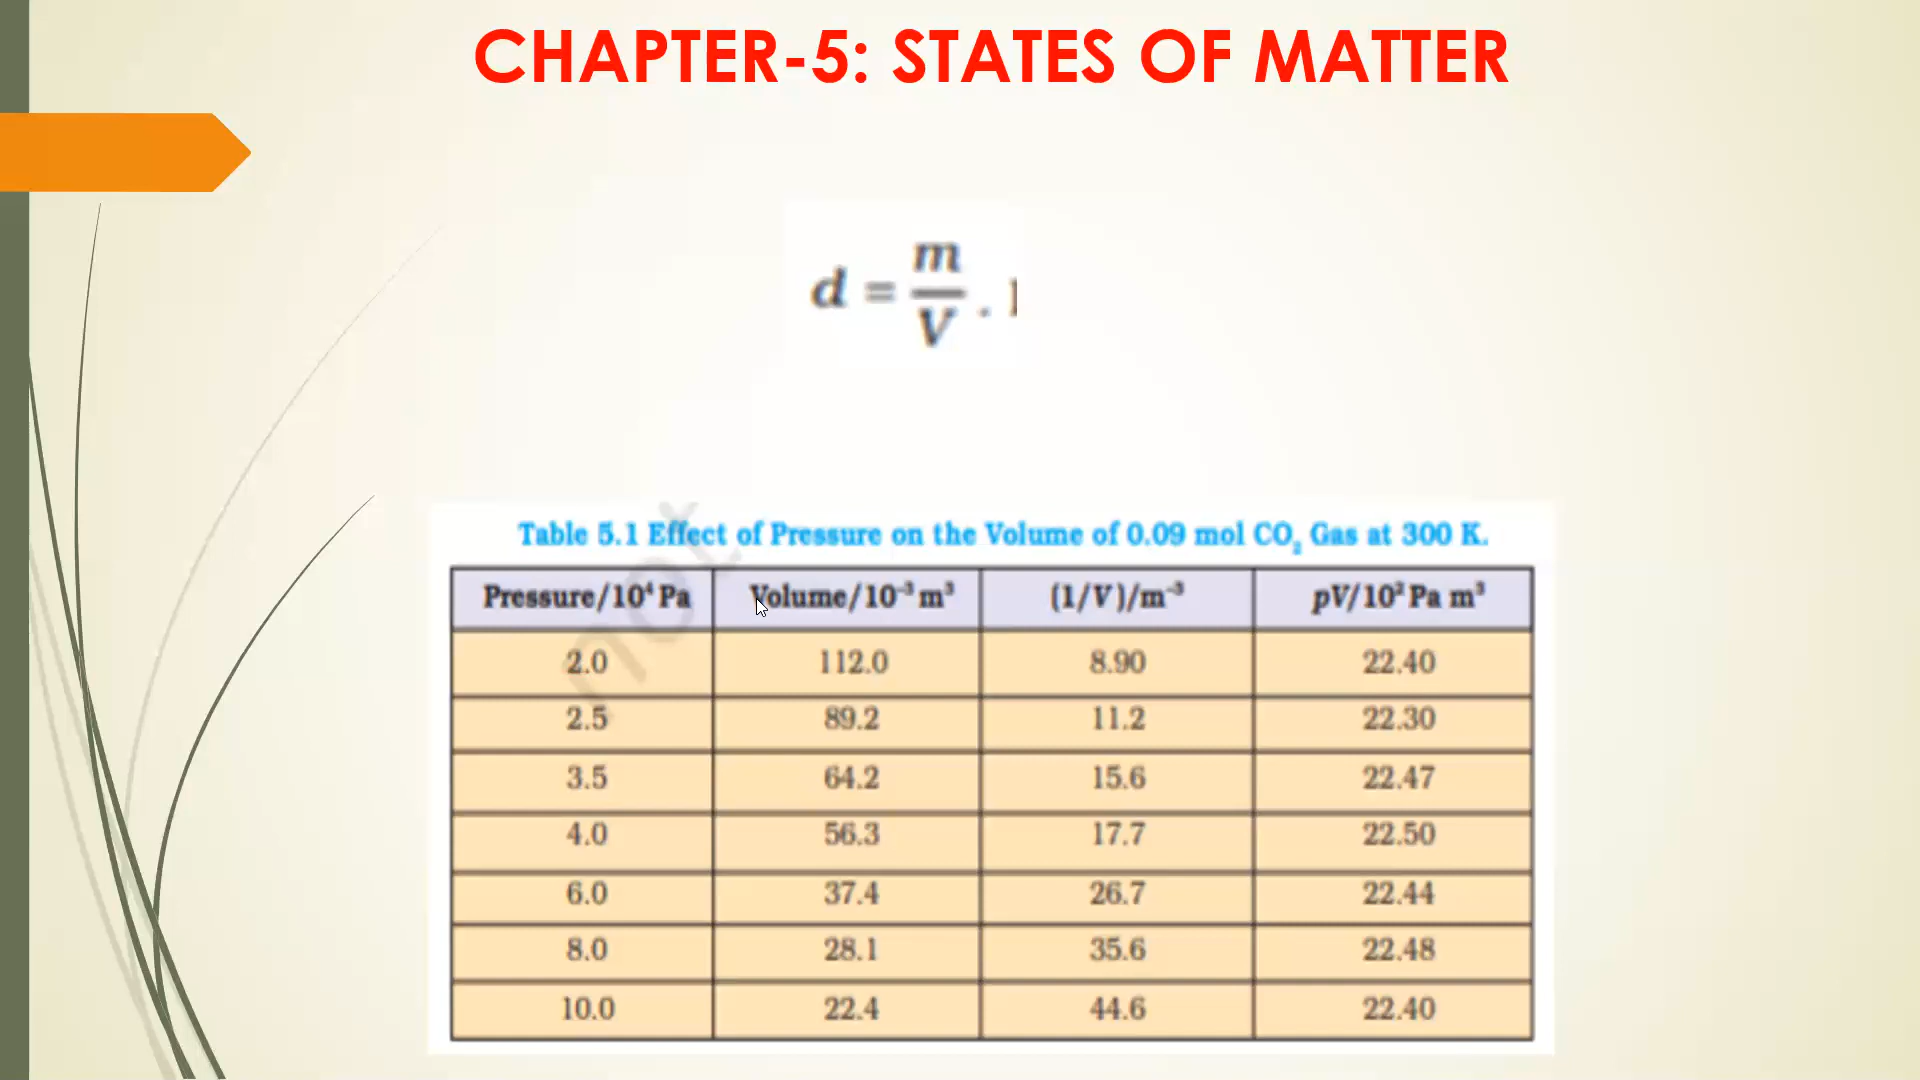 CHAPTER-5: STATES OF MATTER
d = m/V .
Table 5.1 Effect of Pressure on the Volume of 0.09 mol CO₂ Gas at 300 K.
Pressure/10⁴ Pa Volume/10⁻³ m³ (1/V)/m⁻³ pV/10² Pa m³
2.0 112.0 8.90 22.40
2.5 89.2 11.2 22.30
3.5 64.2 15.6 22.47
4.0 56.3 17.7 22.50
6.0 37.4 26.7 22.44
8.0 28.1 35.6 22.48
10.0 22.4 44.6 22.40
not